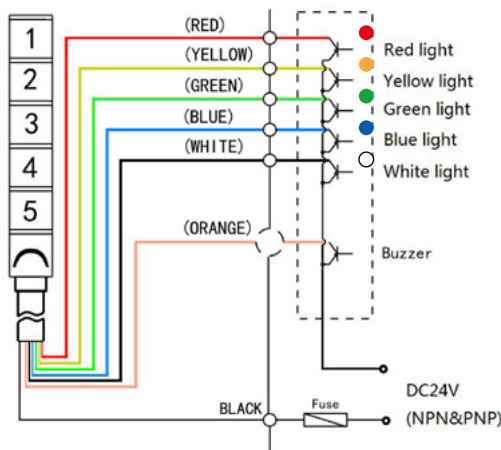 1
2
3
4
5
(RED)
(YELLOW)
(GREEN)
(BLUE)
(WHITE)
(ORANGE)
BLACK
Red light
Yellow light
Green light
Blue light
White light
Buzzer
Fuse
DC24V
(NPN&PNP)